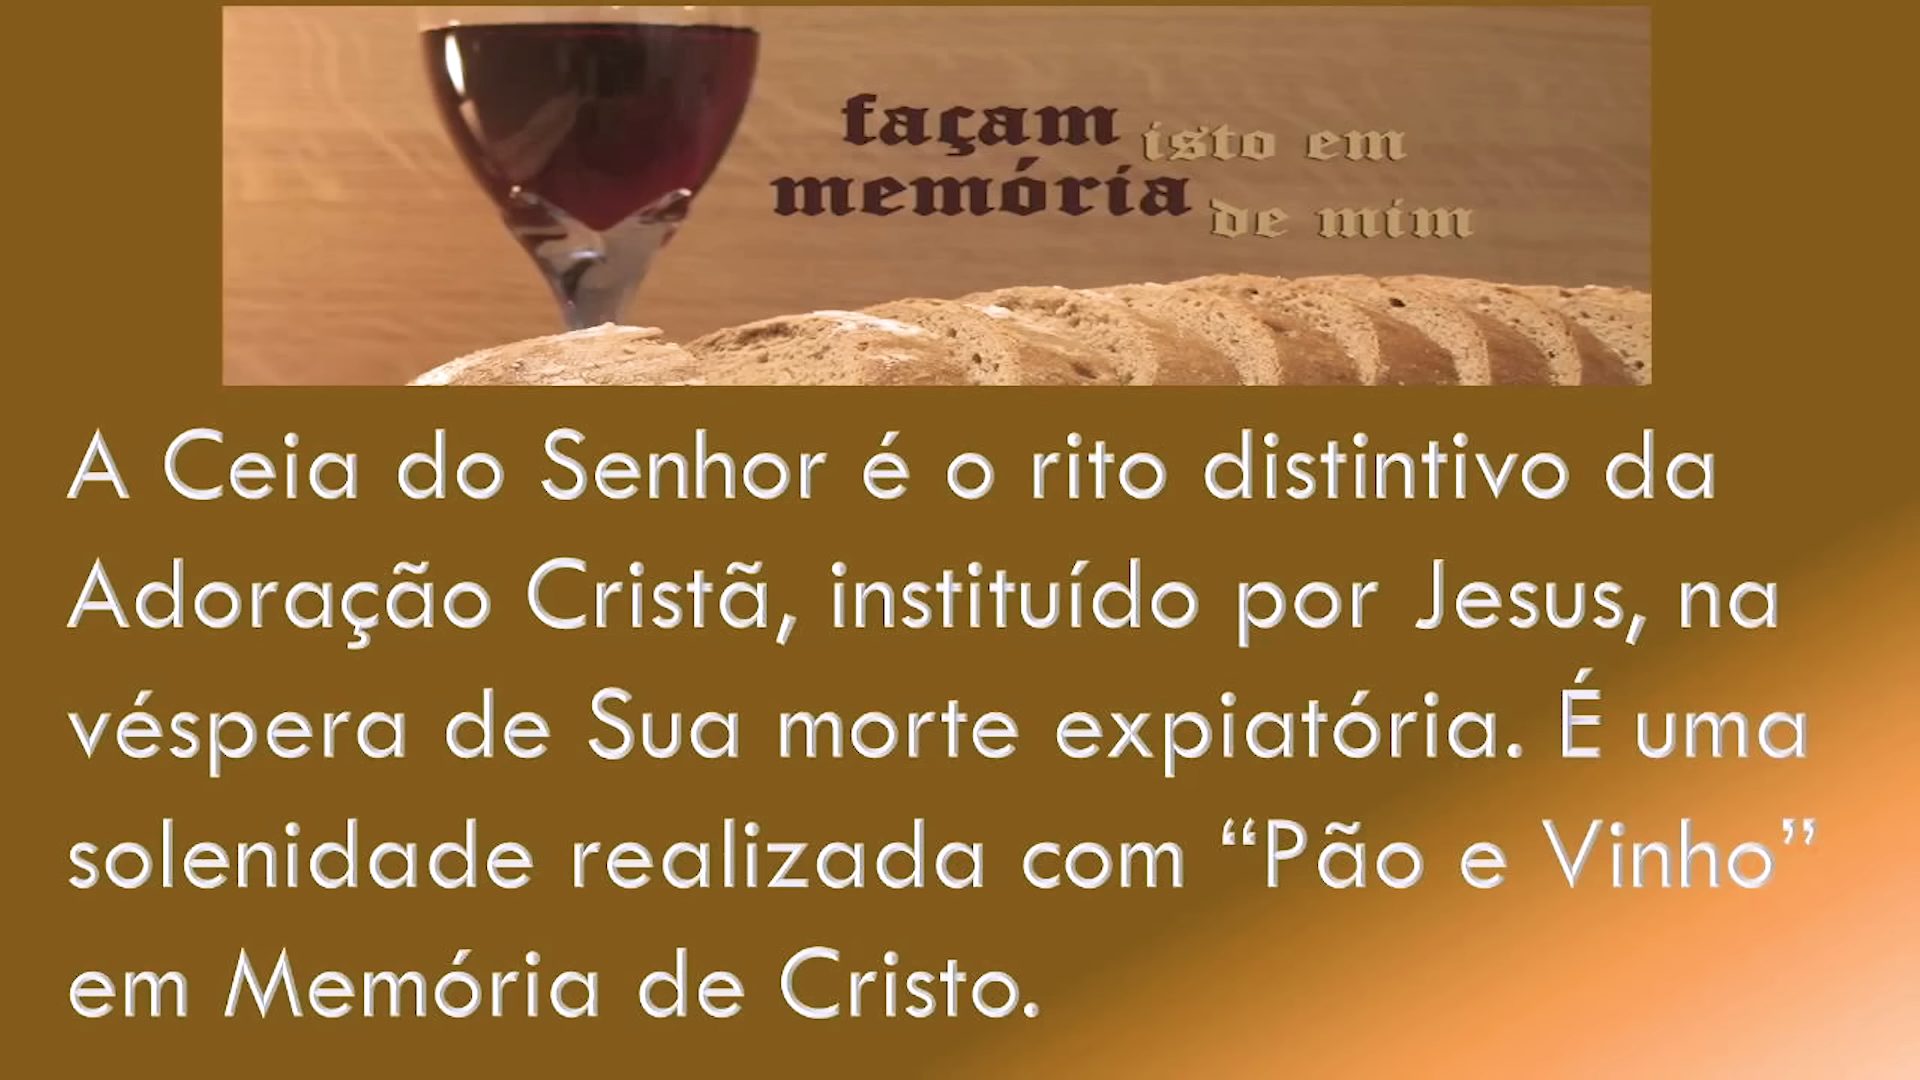 façam isto em
memória de mim
A Ceia do Senhor é o rito distintivo da
Adoração Cristã, instituído por Jesus, na
véspera de Sua morte expiatória. É uma
solenidade realizada com “Pão e Vinho”
em Memória de Cristo.